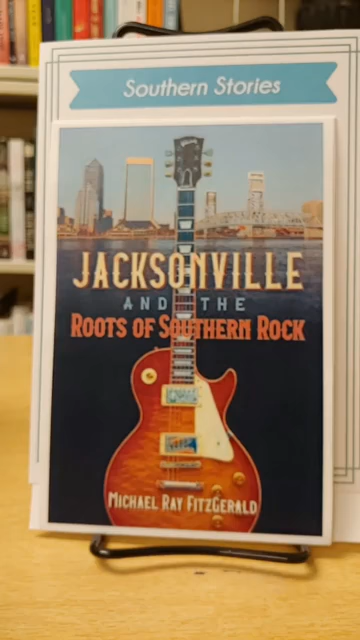 Southern Stories
JACKSONVILLE
AND THE
ROOTS OF SOUTHERN ROCK
MICHAEL RAY FITZGERALD